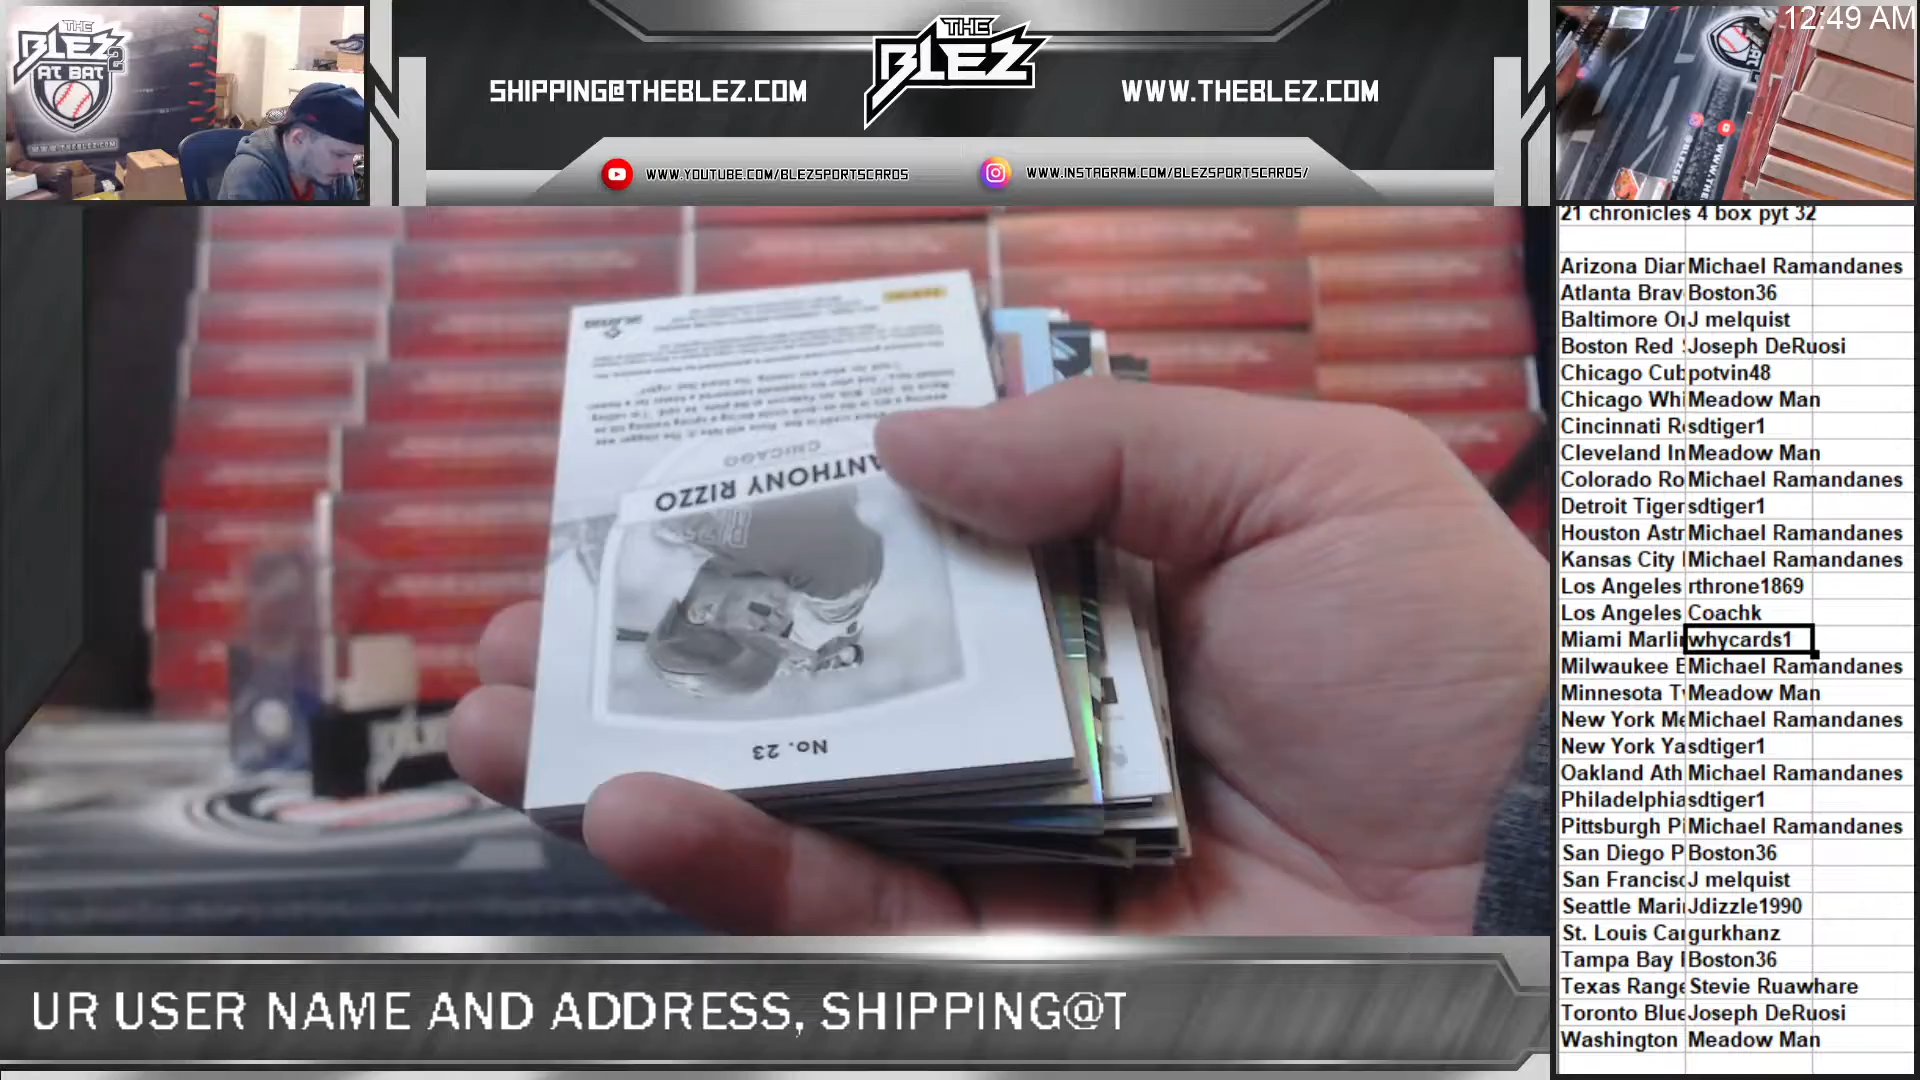 THE
BLEZ 2
AT BAT
SHIPPING@THEBLEZ.COM
THE
BLEZ
WWW.THEBLEZ.COM
WWW.YOUTUBE.COM/BLEZSPORTSCARDS
WWW.INSTAGRAM.COM/BLEZSPORTSCARDS/
12:49 AM
21 chronicles 4 box pyt 32
Arizona Diar Michael Ramandanes
Atlanta Brav Boston36
Baltimore Or J melquist
Boston Red S Joseph DeRuosi
Chicago Cub potvin48
Chicago Whi Meadow Man
Cincinnati Re sdtiger1
Cleveland In Meadow Man
Colorado Ro Michael Ramandanes
Detroit Tiger sdtiger1
Houston Astr Michael Ramandanes
Kansas City Michael Ramandanes
Los Angeles rthrone1869
Los Angeles Coachk
Miami Marlin whycards1
Milwaukee B Michael Ramandanes
Minnesota Tw Meadow Man
New York Me Michael Ramandanes
New York Ya sdtiger1
Oakland Ath Michael Ramandanes
Philadelphia sdtiger1
Pittsburgh Pi Michael Ramandanes
San Diego P Boston36
San Francisc J melquist
Seattle Mari Jdizzle1990
St. Louis Car gurkhanz
Tampa Bay Boston36
Texas Range Stevie Ruawhare
Toronto Blue Joseph DeRuosi
Washington Meadow Man
No. 23
ANTHONY RIZZO
CHICAGO
UR USER NAME AND ADDRESS, SHIPPING@T